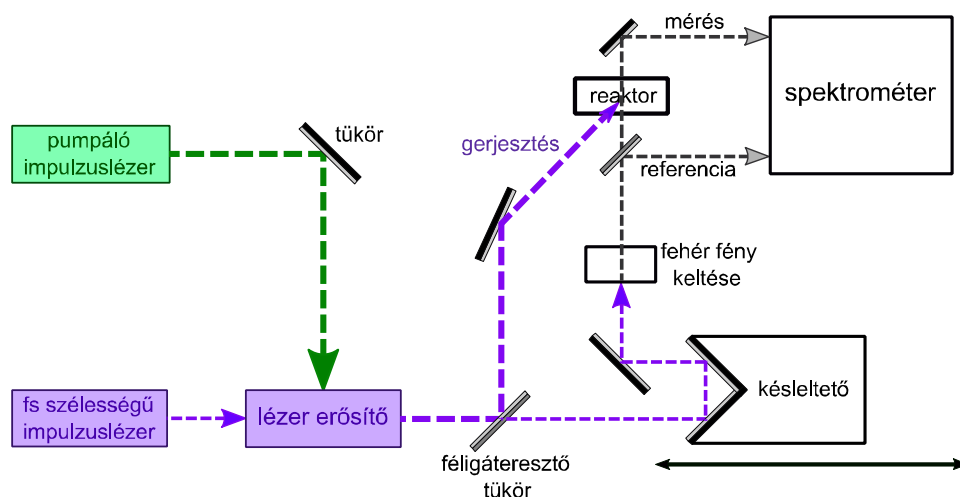 mérés
spektrométer
reaktor
tükör
pumpáló
impulzuslézer
gerjesztés
referencia
fehér fény
keltése
fs szélességű
impulzuslézer
lézer erősítő
késleltető
féligáteresztő
tükör